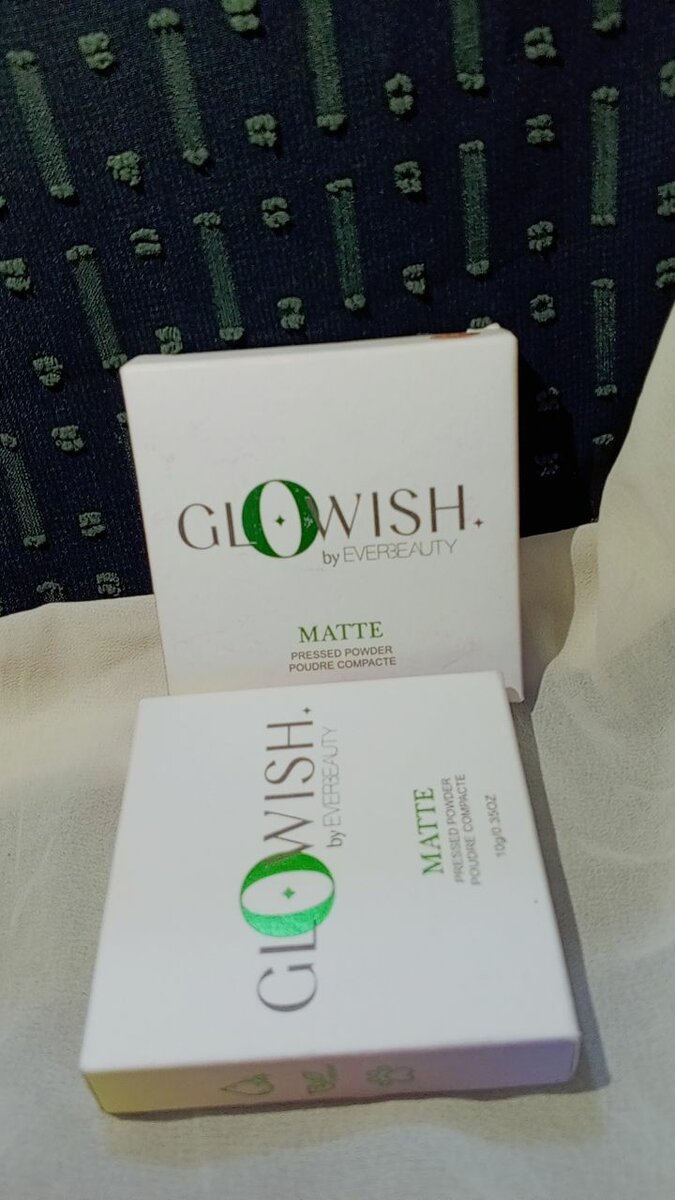 GLOWISH.
by EVERBEAUTY
MATTE
PRESSED POWDER
POUDRE COMPACTE
GLOWISH.
by EVERBEAUTY
MATTE
PRESSED POWDER
POUDRE COMPACTE
10g/0.35OZ